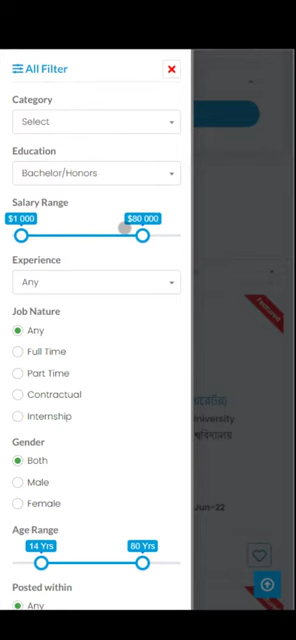 All Filter
Category
Select
Education
Bachelor/Honors
Salary Range
$1 000
$80 000
Experience
Any
Job Nature
Any
Full Time
Part Time
Contractual
Internship
Gender
Both
Male
Female
Age Range
14 Yrs
80 Yrs
Posted within
Any
Featured
niversity
Jun-22